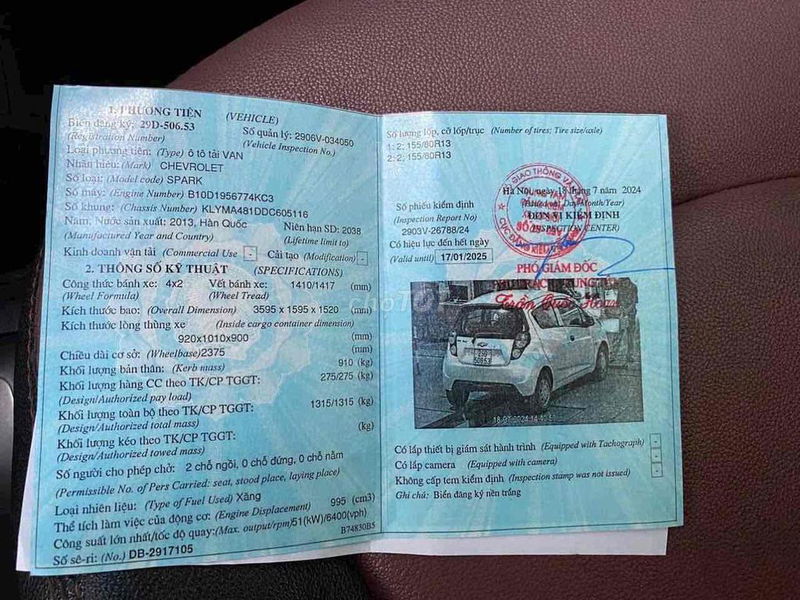 1. PHƯƠNG TIỆN (VEHICLE)
Biển đăng ký: 29D-506.53 Số quản lý: 2906V-034050
(Registration Number) (Vehicle Inspection No.)
Loại phương tiện: (Type) ô tô tải VAN
Nhãn hiệu: (Mark) CHEVROLET
Số loại: (Model code) SPARK
Số máy: (Engine Number) B10D1956774KC3
Số khung: (Chassis Number) KLYMA481DDC605116
Năm, Nước sản xuất: 2013, Hàn Quốc Niên hạn SD: 2038
(Manufactured Year and Country) (Lifetime limit to)
Kinh doanh vận tải (Commercial Use) - Cải tạo (Modification) -
2. THÔNG SỐ KỸ THUẬT (SPECIFICATIONS)
Công thức bánh xe: 4x2 Vết bánh xe: 1410/1417 (mm)
(Wheel Formula) (Wheel Tread)
Kích thước bao: (Overall Dimension) 3595 x 1595 x 1520 (mm)
Kích thước lòng thùng xe (Inside cargo container dimension)
920x1010x900 (mm)
Chiều dài cơ sở: (Wheelbase) 2375 (mm)
Khối lượng bản thân: (Kerb mass) 910 (kg)
Khối lượng hàng CC theo TK/CP TGGT: 275/275 (kg)
(Design/Authorized pay load)
Khối lượng toàn bộ theo TK/CP TGGT: 1315/1315 (kg)
(Design/Authorized total mass)
Khối lượng kéo theo TK/CP TGGT: (kg)
(Design/Authorized towed mass)
Số người cho phép chở: 2 chỗ ngồi, 0 chỗ đứng, 0 chỗ nằm
(Permissible No. of Pers Carried: seat, stood place, laying place)
Loại nhiên liệu: (Type of Fuel Used) Xăng
Thể tích làm việc của động cơ: (Engine Displacement) 995 (cm3)
Công suất lớn nhất/tốc độ quay: (Max. output/rpm) 51(kW)/6400(vph)
Số sê-ri: (No.) DB-2917105 B74830B5
Số lượng lốp, cỡ lốp/trục (Number of tires; Tire size/axle)
1: 2; 155/80R13
2: 2; 155/80R13
Hà Nội, ngày 18 tháng 7 năm 2024
Số phiếu kiểm định (Issued on: Day/Month/Year)
(Inspection Report No) ĐƠN VỊ KIỂM ĐỊNH
2903V-26788/24 (INSPECTION CENTER)
Có hiệu lực đến hết ngày
(Valid until) 17/01/2025
PHÓ GIÁM ĐỐC
chợTỐT
18-07-2024 14:
Có lắp thiết bị giám sát hành trình (Equipped with Tachograph) -
Có lắp camera (Equipped with camera) -
Không cấp tem kiểm định (Inspection stamp was not issued) -
Ghi chú: Biển đăng ký nền trắng